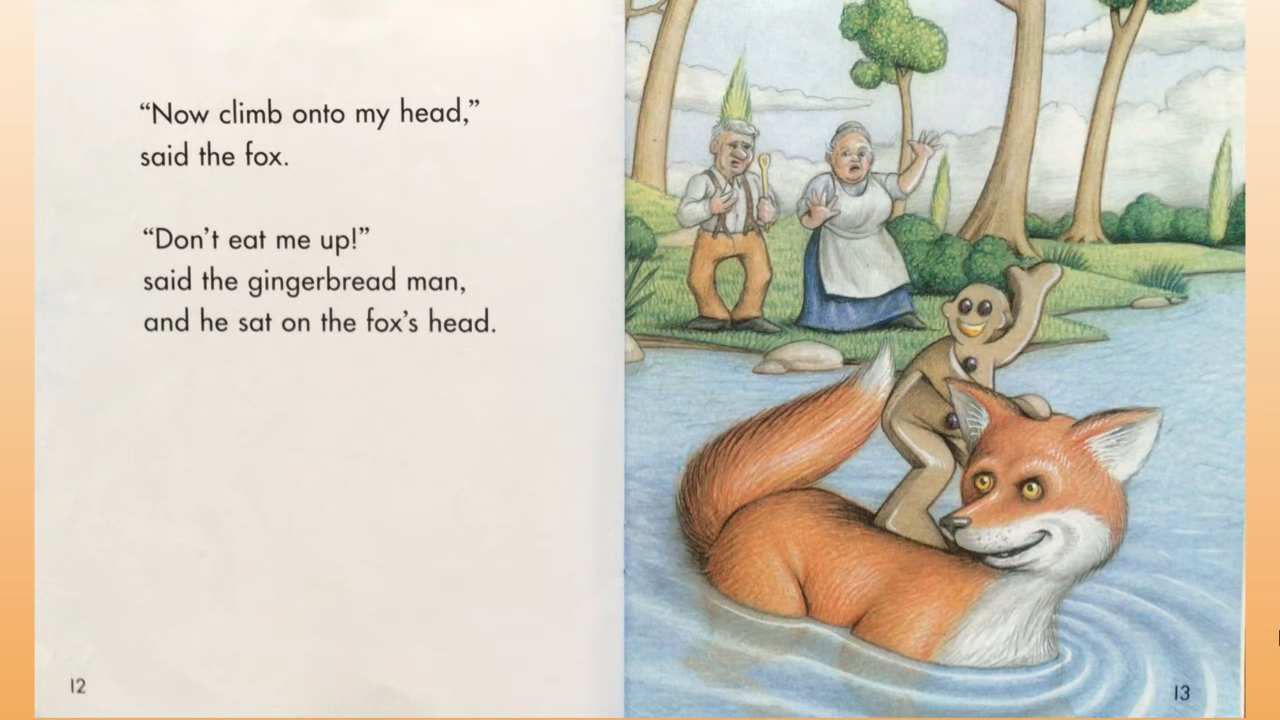 “Now climb onto my head,”
said the fox.
“Don’t eat me up!”
said the gingerbread man,
and he sat on the fox’s head.
12
13